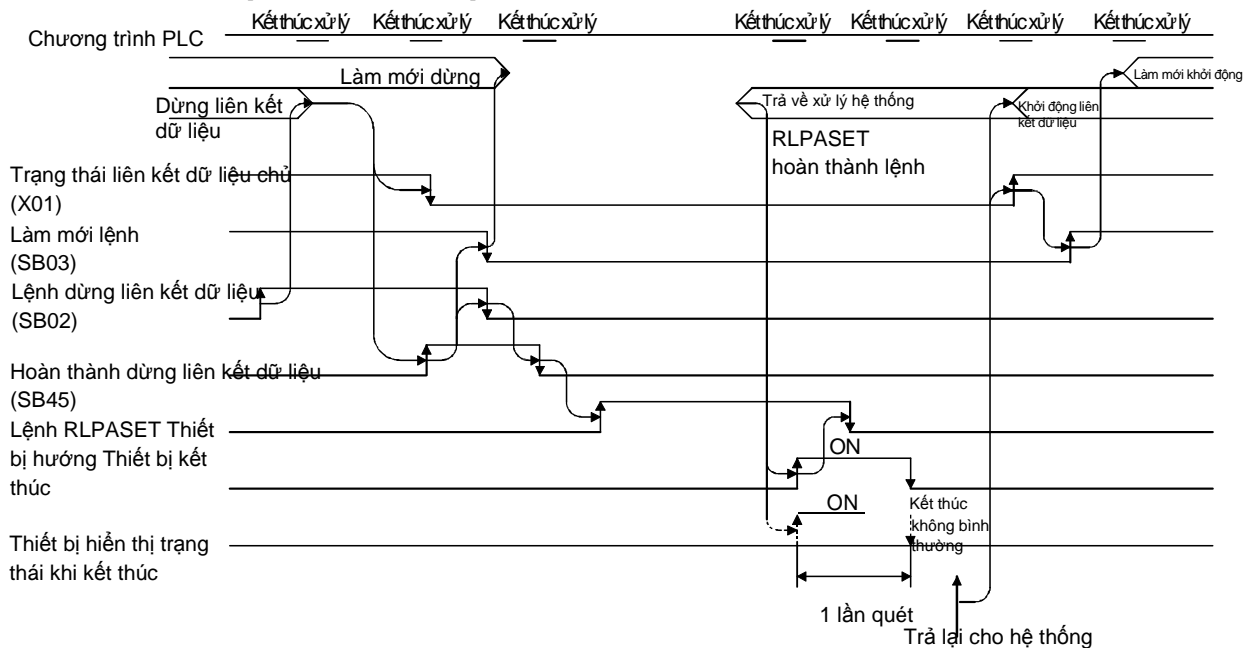 Kết thúc xử lý Kết thúc xử lý Kết thúc xử lý Kết thúc xử lý Kết thúc xử lý Kết thúc xử lý Kết thúc xử lý
Chương trình PLC
Làm mới dừng
Làm mới khởi động
Dừng liên kết
dữ liệu
Trả về xử lý hệ thống
Khởi động liên
kết dữ liệu
RLPASET
hoàn thành lệnh
Trạng thái liên kết dữ liệu chủ
(X01)
Làm mới lệnh
(SB03)
Lệnh dừng liên kết dữ liệu
(SB02)
Hoàn thành dừng liên kết dữ liệu
(SB45)
Lệnh RLPASET Thiết
bị hướng Thiết bị kết
thúc
ON
ON
Kết thúc
không bình
thường
Thiết bị hiển thị trạng
thái khi kết thúc
1 lần quét
Trả lại cho hệ thống